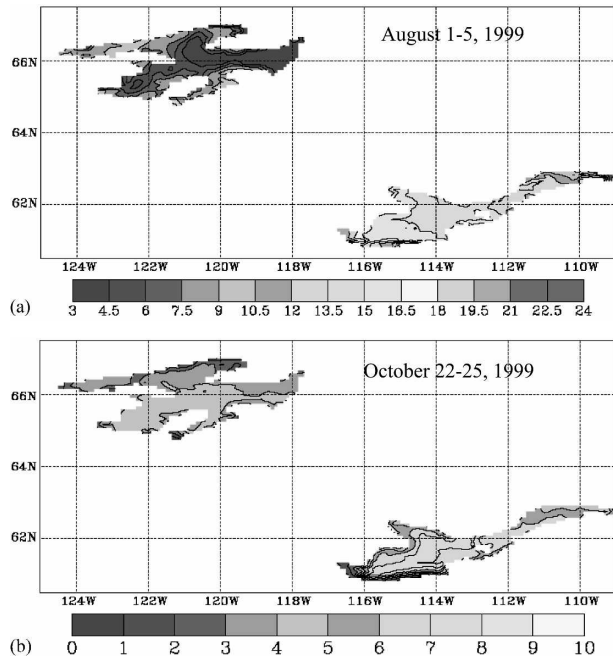 August 1-5, 1999
66N
64N
62N
124W 122W 120W 118W 116W 114W 112W 110W
(a)
3 4.5 6 7.5 9 10.5 12 13.5 15 16.5 18 19.5 21 22.5 24
October 22-25, 1999
66N
64N
62N
124W 122W 120W 118W 116W 114W 112W 110W
(b)
0 1 2 3 4 5 6 7 8 9 10